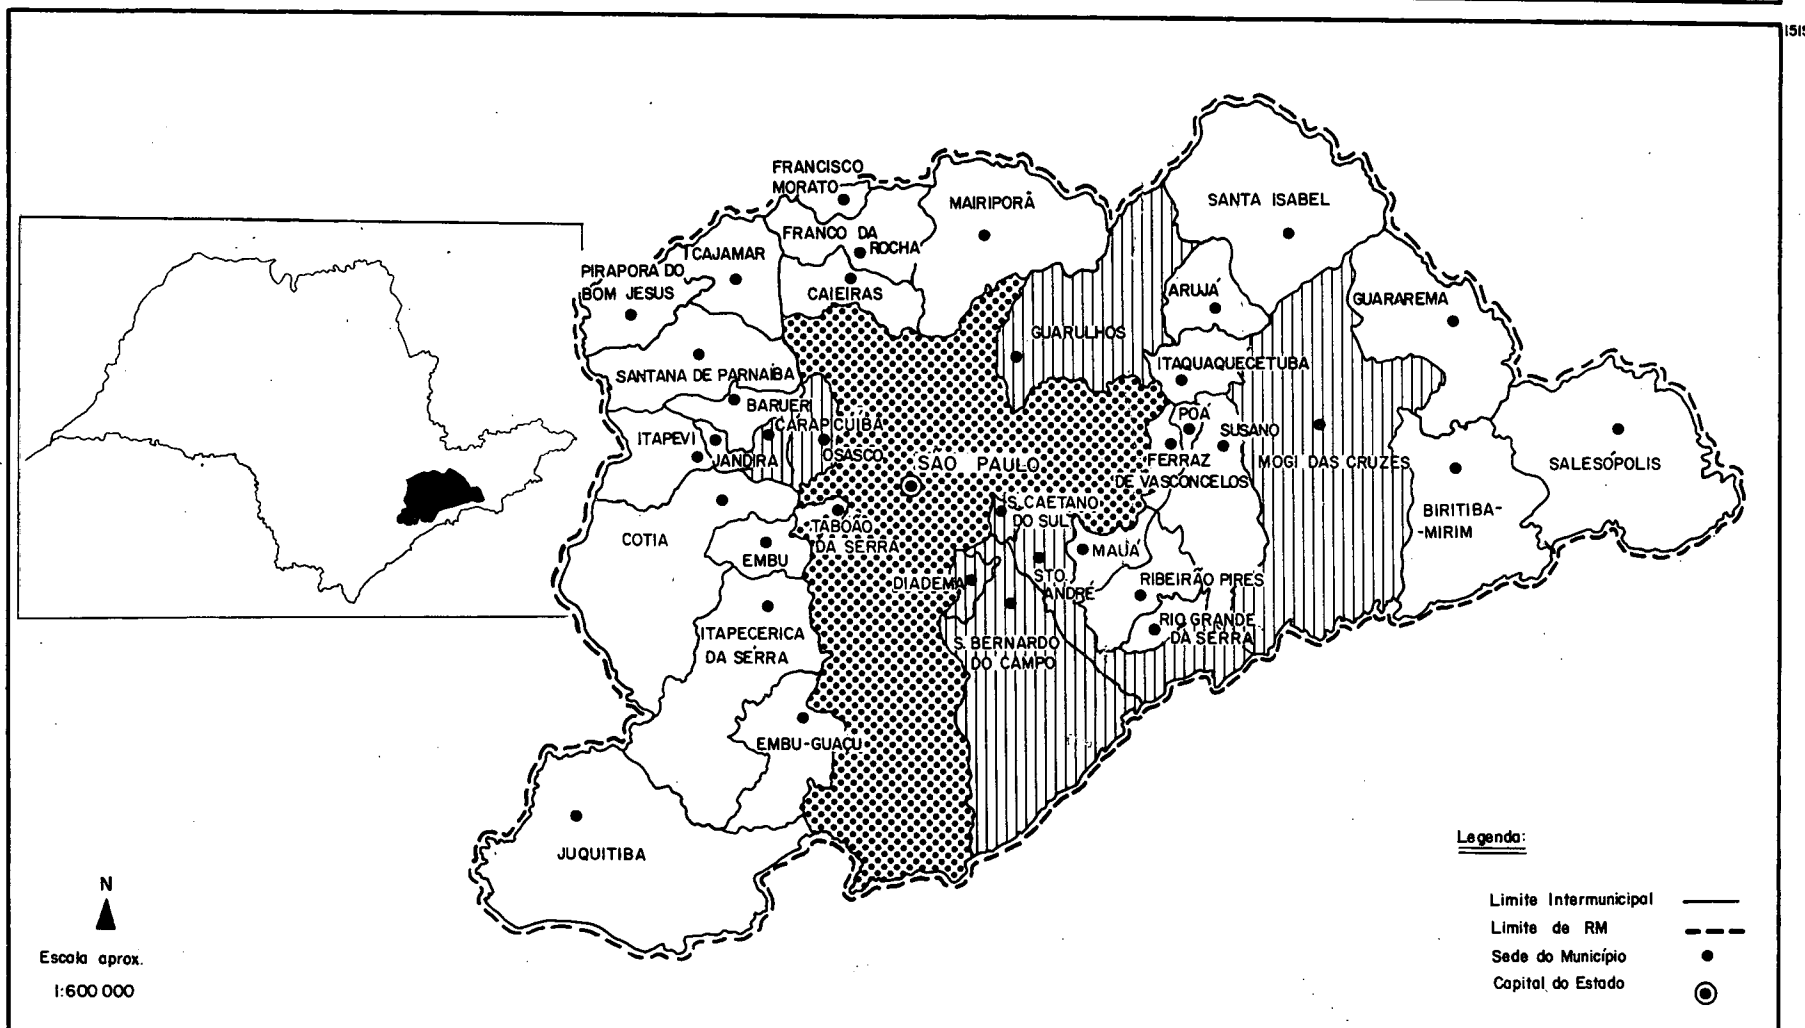 FRANCISCO
MORATO
MAIRIPORÃ
SANTA ISABEL
FRANCO DA
ROCHA
CAJAMAR
PIRAPORA DO
BOM JESUS
CAIEIRAS
ARUJÁ
GUARAREMA
GUARULHOS
ITAQUAQUECETUBA
SANTANA DE PARNAÍBA
BARUERI
CARAPICUÍBA
POÁ
SUSANO
ITAPEVI
JANDIRA
OSASCO
SÃO PAULO
FERRAZ
DE VASCONCELOS
MOGI DAS CRUZES
SALESÓPOLIS
S. CAETANO
DO SUL
BIRITIBA-
-MIRIM
TABOÃO
DA SERRA
COTIA
EMBU
MAUÁ
DIADEMA
STO.
ANDRÉ
RIBEIRÃO PIRES
RIO GRANDE
DA SERRA
ITAPECERICA
DA SERRA
S. BERNARDO
DO CAMPO
EMBU-GUAÇU
JUQUITIBA
Legenda:
Limite Intermunicipal
Limite de RM
Sede do Município
Capital do Estado
N
Escala aprox.
1:600 000